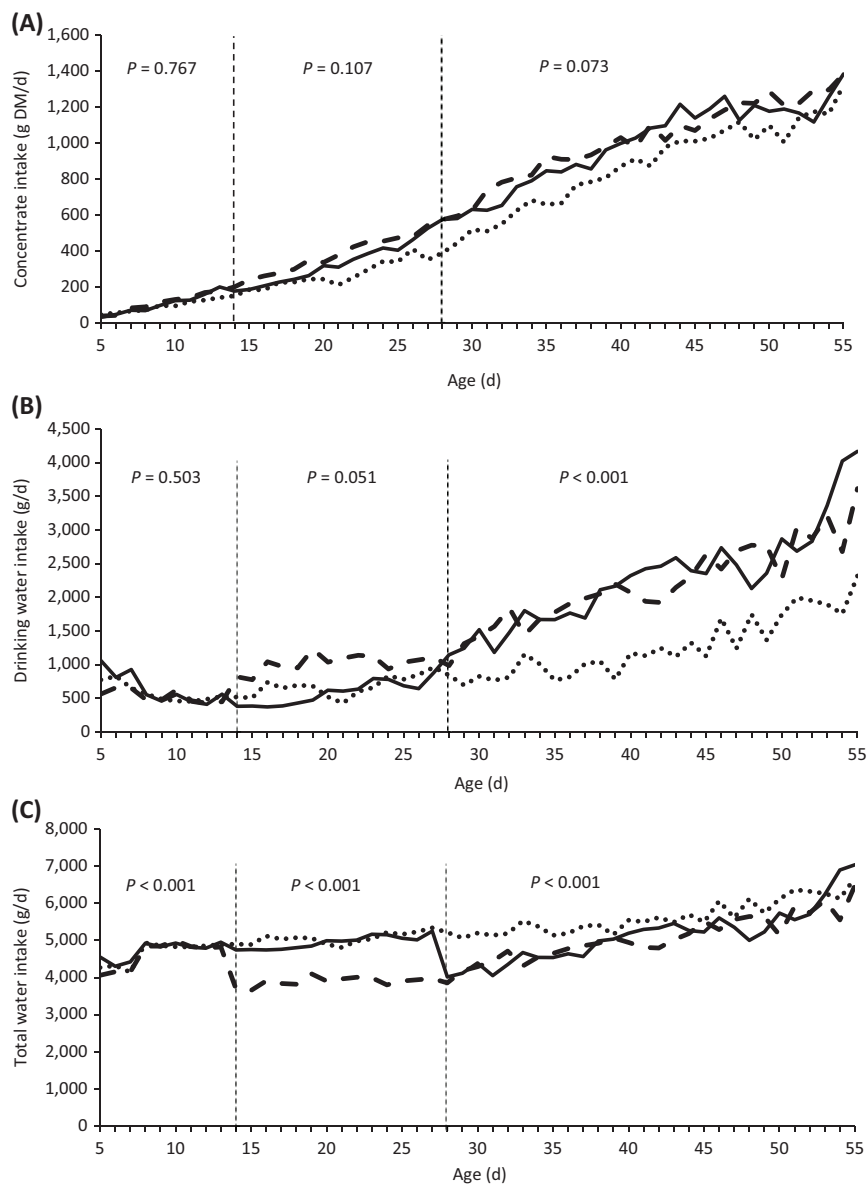 (A)
Concentrate intake (g DM/d)
1,600
1,400
1,200
1,000
800
600
400
200
0
P = 0.767
P = 0.107
P = 0.073
5 10 15 20 25 30 35 40 45 50 55
Age (d)
(B)
Drinking water intake (g/d)
4,500
4,000
3,500
3,000
2,500
2,000
1,500
1,000
500
0
P = 0.503
P = 0.051
P < 0.001
5 10 15 20 25 30 35 40 45 50 55
Age (d)
(C)
Total water intake (g/d)
8,000
7,000
6,000
5,000
4,000
3,000
2,000
1,000
0
P < 0.001
P < 0.001
P < 0.001
5 10 15 20 25 30 35 40 45 50 55
Age (d)